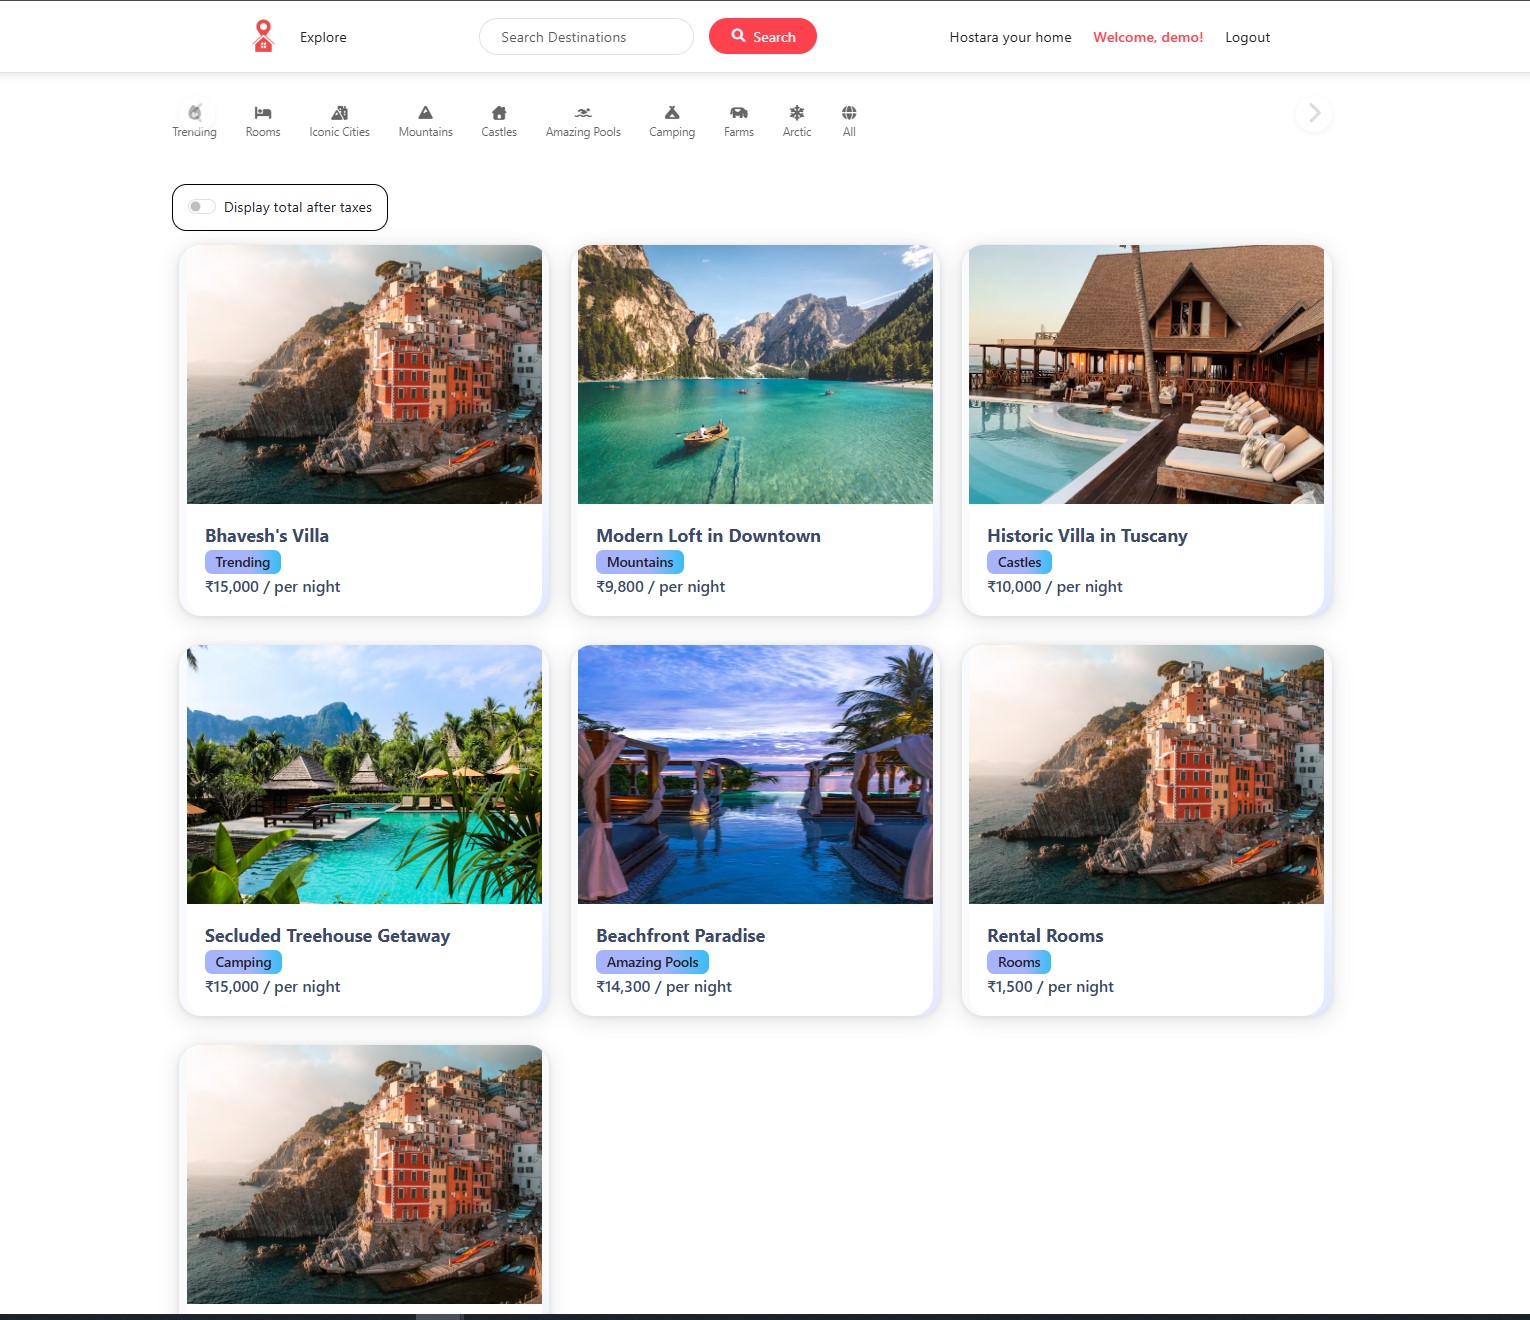 Explore
Search Destinations
Search
Hostara your home
Welcome, demo!
Logout
Trending
Rooms
Iconic Cities
Mountains
Castles
Amazing Pools
Camping
Farms
Arctic
All
Display total after taxes
Bhavesh's Villa
Trending
₹15,000 / per night
Modern Loft in Downtown
Mountains
₹9,800 / per night
Historic Villa in Tuscany
Castles
₹10,000 / per night
Secluded Treehouse Getaway
Camping
₹15,000 / per night
Beachfront Paradise
Amazing Pools
₹14,300 / per night
Rental Rooms
Rooms
₹1,500 / per night